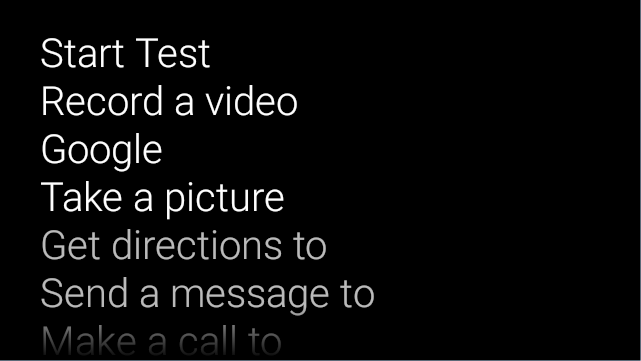 Start Test
Record a video
Google
Take a picture
Get directions to
Send a message to
Make a call to